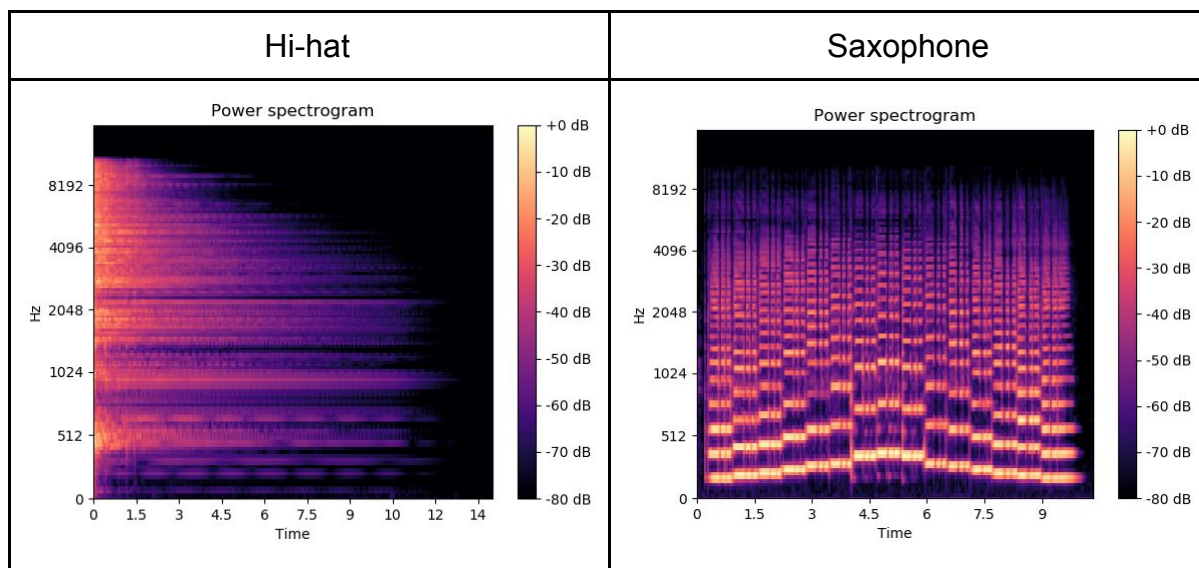 Hi-hat
Saxophone
Power spectrogram
+0 dB
-10 dB
-20 dB
-30 dB
-40 dB
-50 dB
-60 dB
-70 dB
-80 dB
8192
4096
2048
1024
512
0
Hz
0 1.5 3 4.5 6 7.5 9 10 12 14
Time
Power spectrogram
+0 dB
-10 dB
-20 dB
-30 dB
-40 dB
-50 dB
-60 dB
-70 dB
-80 dB
8192
4096
2048
1024
512
0
Hz
0 1.5 3 4.5 6 7.5 9
Time